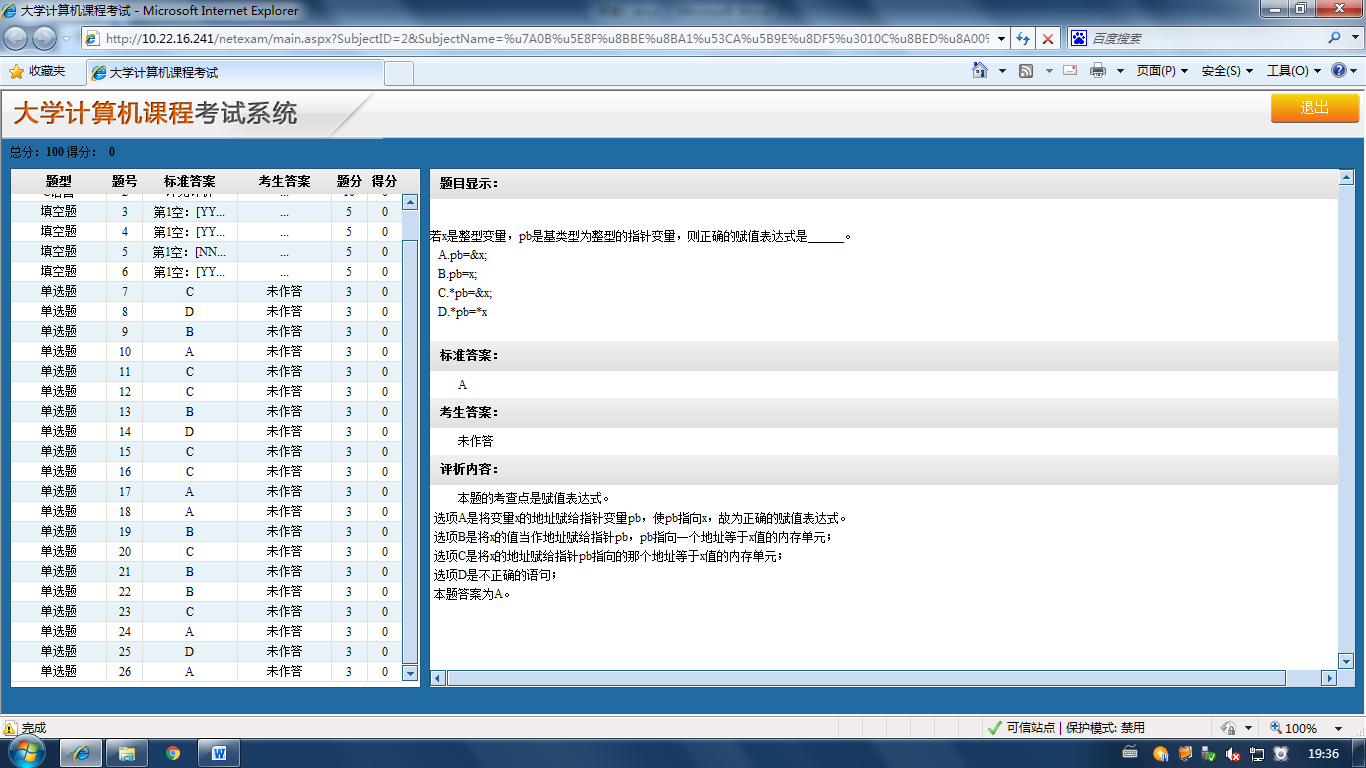 大学计算机课程考试 - Microsoft Internet Explorer
http://10.22.16.241/netexam/main.aspx?SubjectID=2&SubjectName=%u7A0B%u5E8F%u8BBE%u8BA1%u53CA%u5B9E%u8DF5%u3010C%u8BED%u8A00%
百度搜索
收藏夹
大学计算机课程考试
页面(P)
安全(S)
工具(O)
大学计算机课程考试系统
退出
总分：100 得分： 0
题型 题号 标准答案 考生答案 题分 得分
填空题 3 第1空：[YY... ... 5 0
填空题 4 第1空：[YY... ... 5 0
填空题 5 第1空：[NN... ... 5 0
填空题 6 第1空：[YY... ... 5 0
单选题 7 C 未作答 3 0
单选题 8 D 未作答 3 0
单选题 9 B 未作答 3 0
单选题 10 A 未作答 3 0
单选题 11 C 未作答 3 0
单选题 12 C 未作答 3 0
单选题 13 B 未作答 3 0
单选题 14 D 未作答 3 0
单选题 15 C 未作答 3 0
单选题 16 C 未作答 3 0
单选题 17 A 未作答 3 0
单选题 18 A 未作答 3 0
单选题 19 B 未作答 3 0
单选题 20 C 未作答 3 0
单选题 21 B 未作答 3 0
单选题 22 B 未作答 3 0
单选题 23 C 未作答 3 0
单选题 24 A 未作答 3 0
单选题 25 D 未作答 3 0
单选题 26 A 未作答 3 0
题目显示：
若x是整型变量，pb是基类型为整型的指针变量，则正确的赋值表达式是______。
A.pb=&x;
B.pb=x;
C.*pb=&x;
D.*pb=*x
标准答案：
A
考生答案：
未作答
评析内容：
本题的考查点是赋值表达式。
选项A是将变量x的地址赋给指针变量pb，使pb指向x，故为正确的赋值表达式。
选项B是将x的值当作地址赋给指针pb，pb指向一个地址等于x值的内存单元；
选项C是将x的地址赋给指针pb指向的那个地址等于x值的内存单元；
选项D是不正确的语句；
本题答案为A。
完成
可信站点 | 保护模式: 禁用
100%
19:36